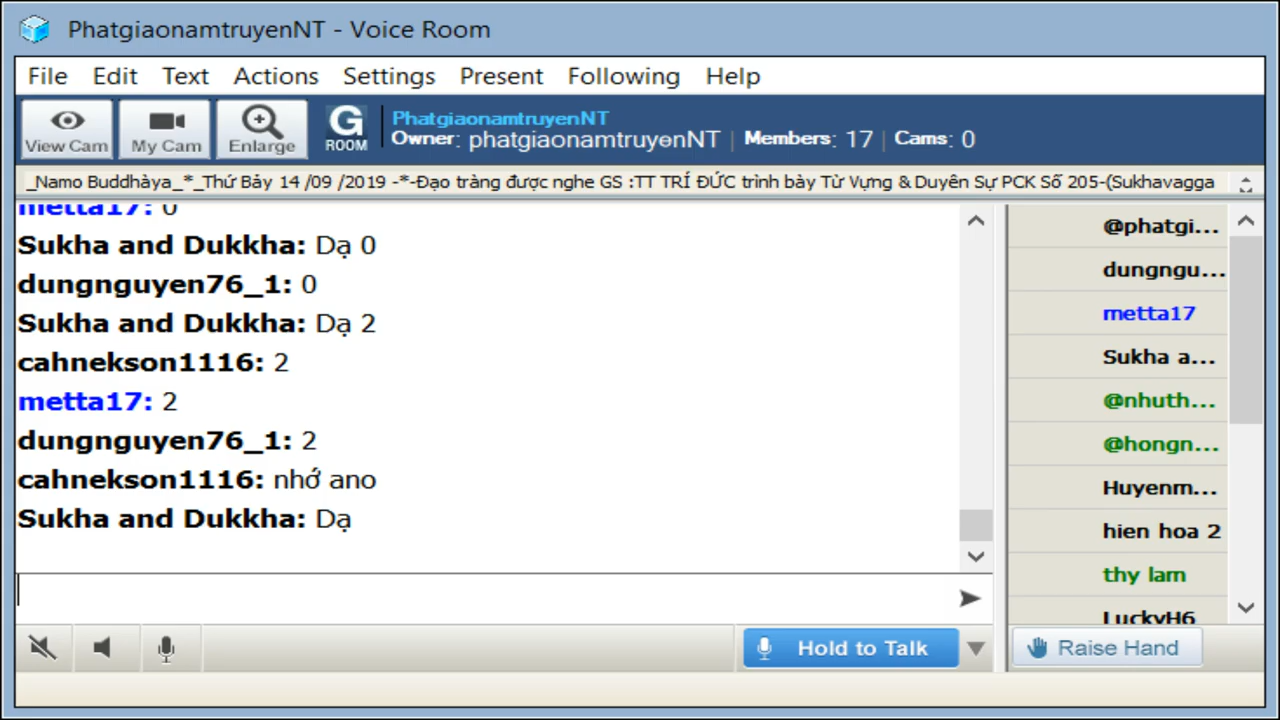 PhatgiaonamtruyenNT - Voice Room
File Edit Text Actions Settings Present Following Help
View Cam My Cam Enlarge G ROOM
PhatgiaonamtruyenNT
Owner: phatgiaonamtruyenNT | Members: 17 | Cams: 0
_Namo Buddhàya_*_Thứ Bảy 14 /09 /2019 -*-Đạo tràng được nghe GS :TT TRÍ ĐỨC trình bày Từ Vựng & Duyên Sự PCK Số 205-(Sukhavagga
metta17: 0
Sukha and Dukkha: Dạ 0
dungnguyen76_1: 0
Sukha and Dukkha: Dạ 2
cahnekson1116: 2
metta17: 2
dungnguyen76_1: 2
cahnekson1116: nhớ ano
Sukha and Dukkha: Dạ
@phatgi...
dungngu...
metta17
Sukha a...
@nhuth...
@hongn...
Huyenm...
hien hoa 2
thy lam
LuckyH6
Hold to Talk
Raise Hand